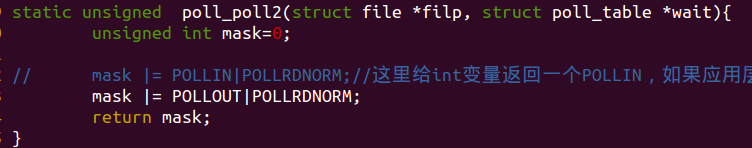 static unsigned  poll_poll2(struct file *filp, struct poll_table *wait){
        unsigned int mask=0;
//      mask |= POLLIN|POLLRDNORM;//这里给int变量返回一个POLLIN，如果应用层
        mask |= POLLOUT|POLLRDNORM;
        return mask;
}